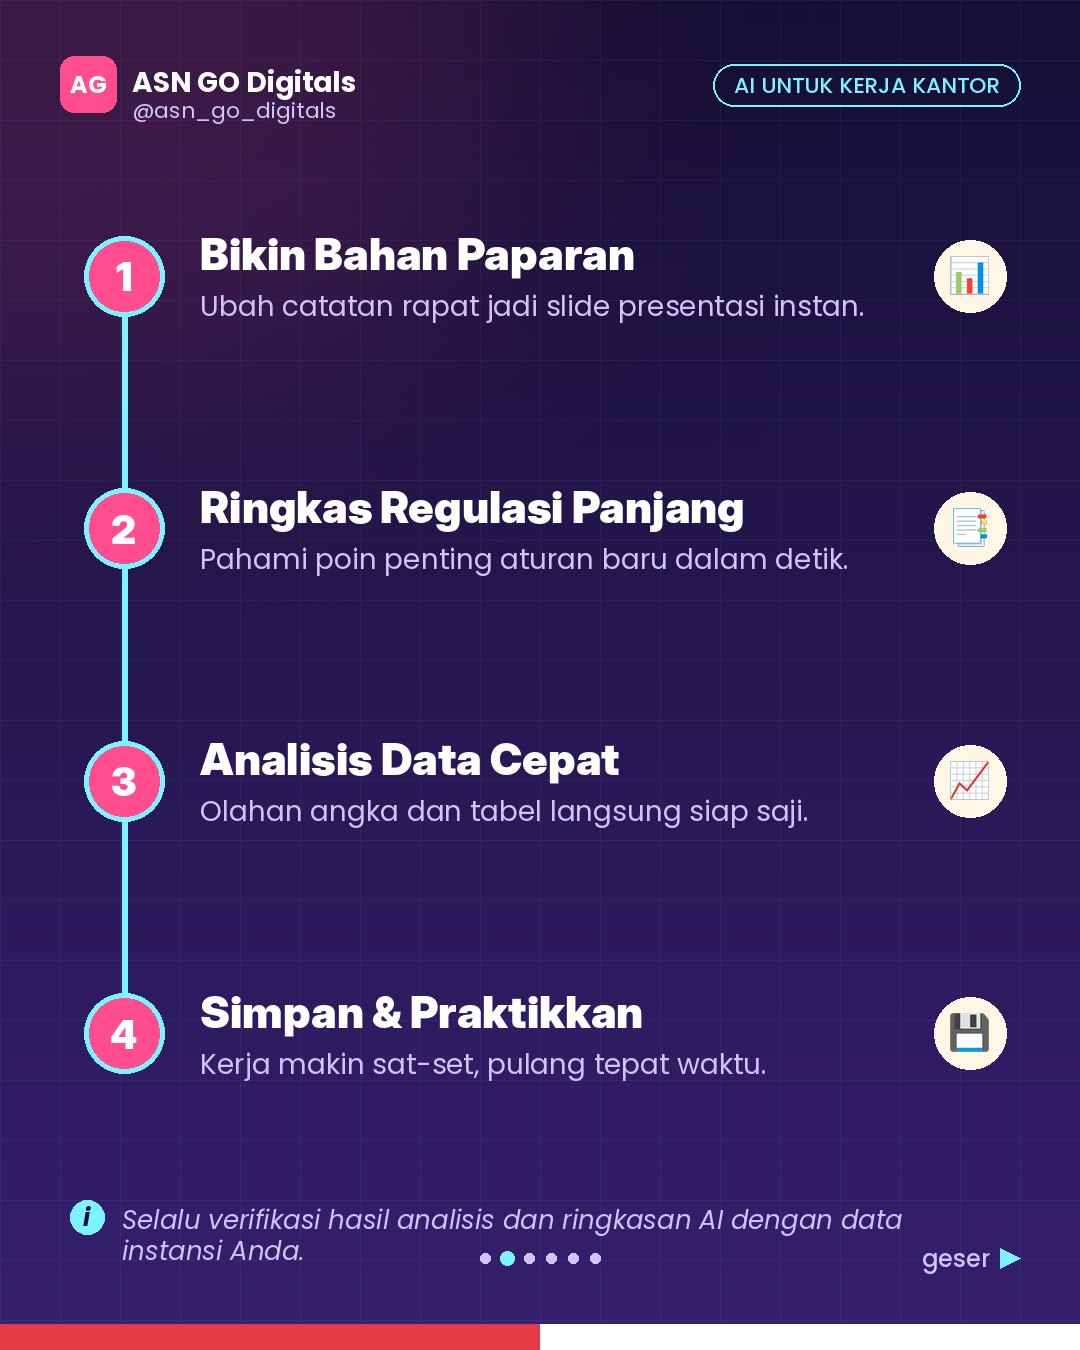 AG
ASN GO Digitals
@asn_go_digitals
AI UNTUK KERJA KANTOR
1
Bikin Bahan Paparan
Ubah catatan rapat jadi slide presentasi instan.
2
Ringkas Regulasi Panjang
Pahami poin penting aturan baru dalam detik.
3
Analisis Data Cepat
Olahan angka dan tabel langsung siap saji.
4
Simpan & Praktikkan
Kerja makin sat-set, pulang tepat waktu.
i
Selalu verifikasi hasil analisis dan ringkasan AI dengan data
instansi Anda.
geser